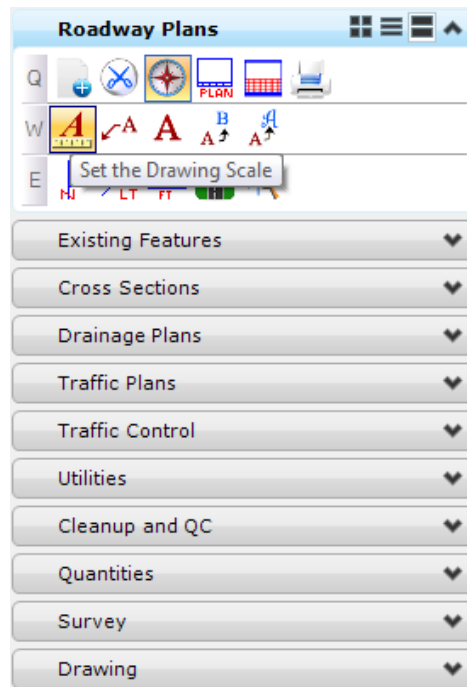 Roadway Plans
Q
PLAN
W A A A A B A A
Set the Drawing Scale
E
LT FT
Existing Features
Cross Sections
Drainage Plans
Traffic Plans
Traffic Control
Utilities
Cleanup and QC
Quantities
Survey
Drawing